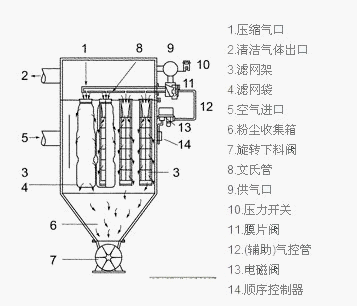 1
8
9
10
2
11
12
13
5
14
3
3
4
6
7
1.压缩气口
2.清洁气体出口
3.滤网架
4.滤网袋
5.空气进口
6.粉尘收集箱
7.旋转下料阀
8.文氏管
9.供气口
10.压力开关
11.膜片阀
12.(辅助)气控管
13.电磁阀
14.顺序控制器